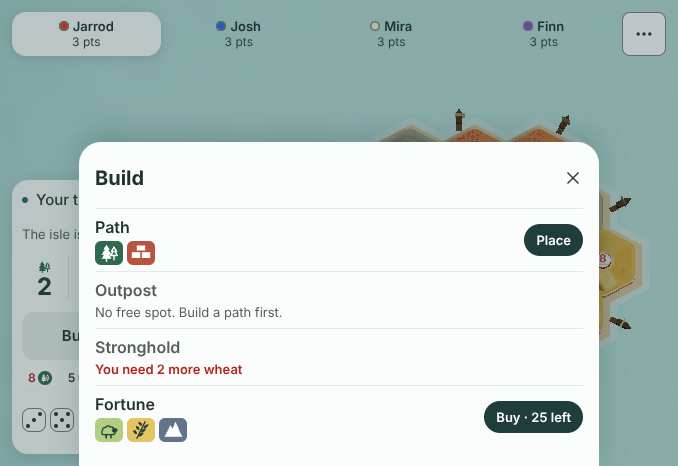 Jarrod
3 pts
Josh
3 pts
Mira
3 pts
Finn
3 pts
Build
Path
Place
Outpost
No free spot. Build a path first.
Stronghold
You need 2 more wheat
Fortune
Buy · 25 left
Your t
The isle is
2
Bu
8
5
8